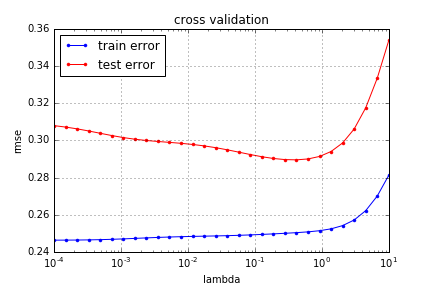 cross validation
0.36
0.34
0.32
0.30
0.28
0.26
0.24
rmse
train error
test error
10^-4
10^-3
10^-2
10^-1
10^0
10^1
lambda